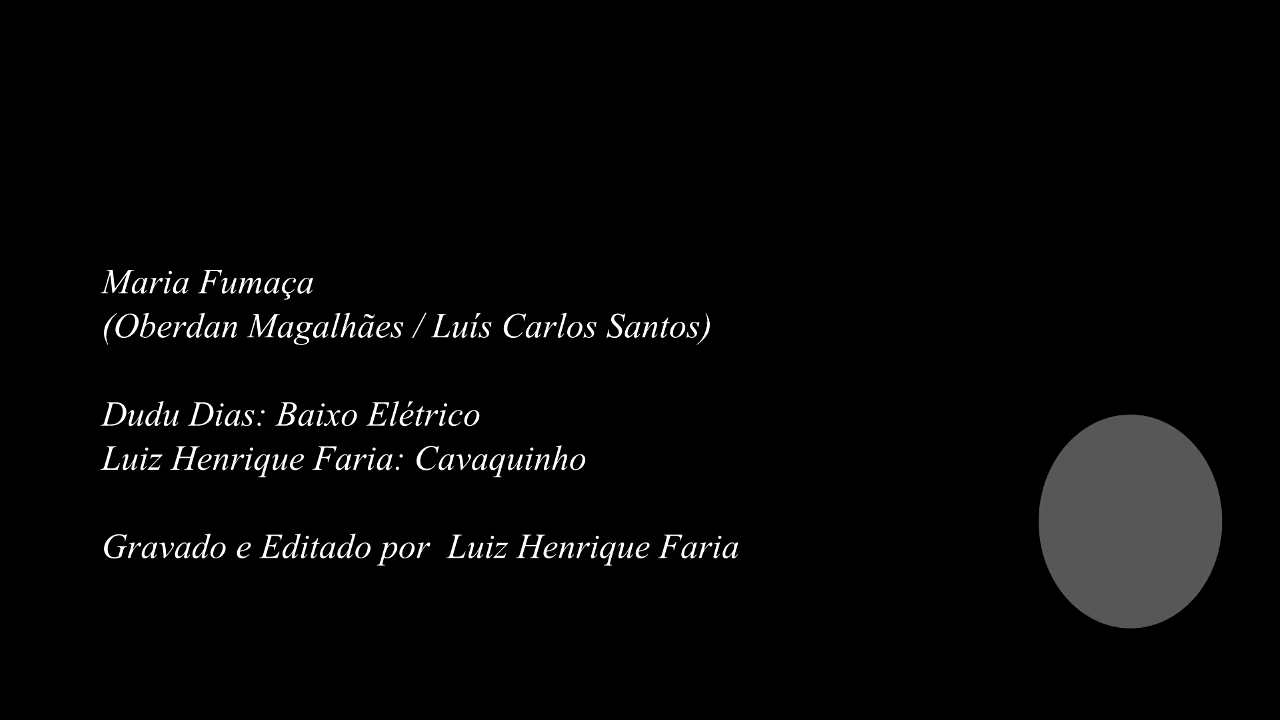 Maria Fumaça
(Oberdan Magalhães / Luís Carlos Santos)
Dudu Dias: Baixo Elétrico
Luiz Henrique Faria: Cavaquinho
Gravado e Editado por  Luiz Henrique Faria